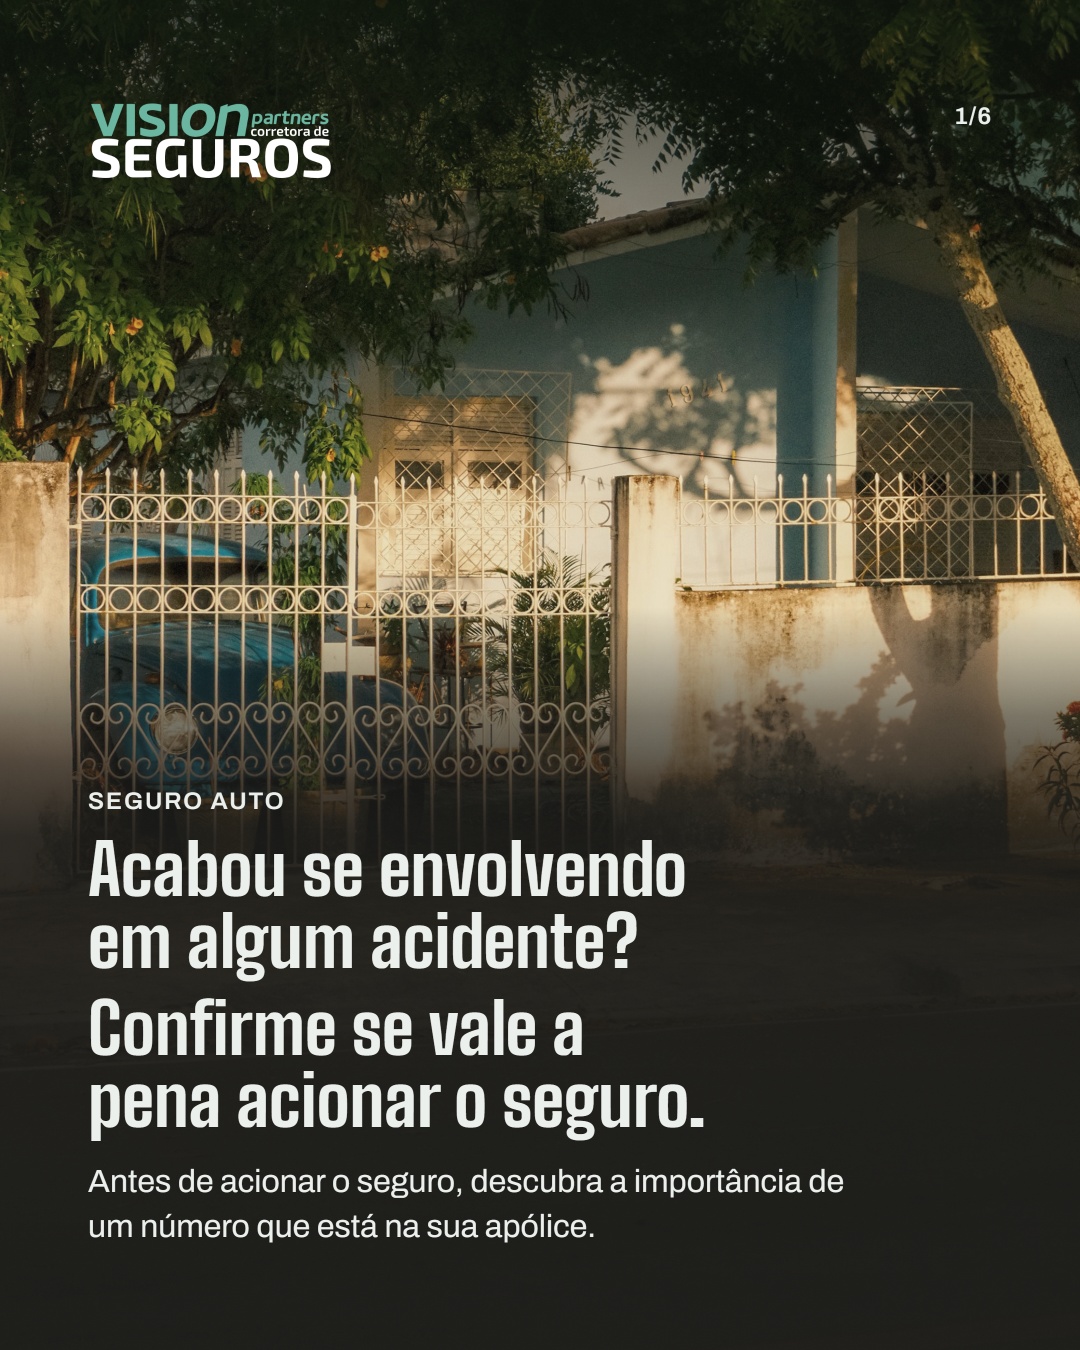 VISION partners
corretora de
SEGUROS
1/6
SEGURO AUTO
Acabou se envolvendo
em algum acidente?
Confirme se vale a
pena acionar o seguro.
Antes de acionar o seguro, descubra a importância de
um número que está na sua apólice.